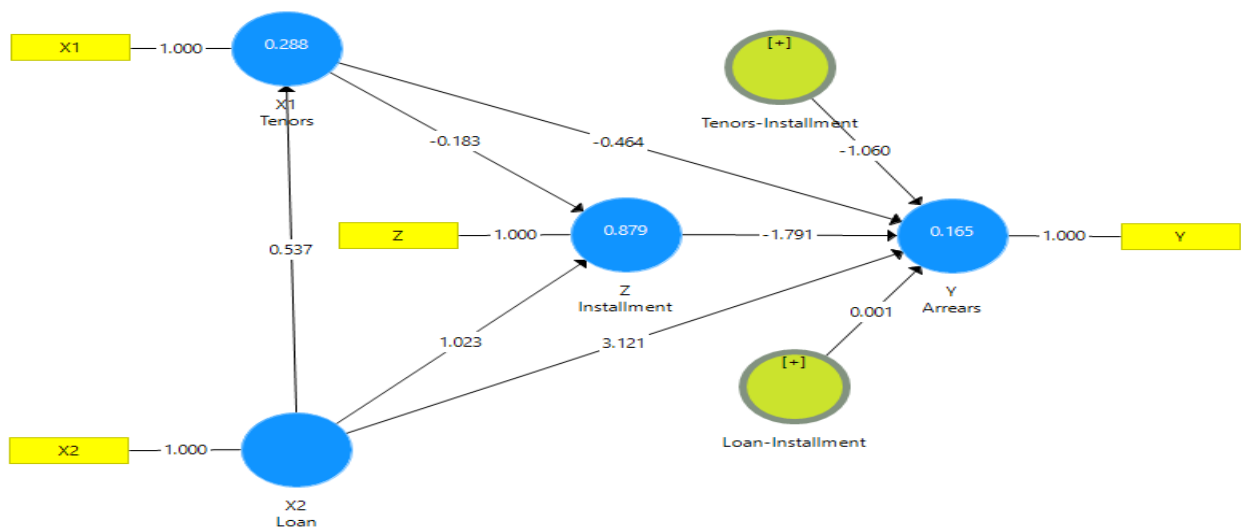 X1
1.000
0.288
X1
Tenors
[+]
Tenors-Installment
-0.183
-0.464
-1.060
0.537
Z
1.000
0.879
Z
Installment
-1.791
0.165
Y
Arrears
1.000
Y
1.023
3.121
0.001
[+]
Loan-Installment
X2
1.000
X2
Loan